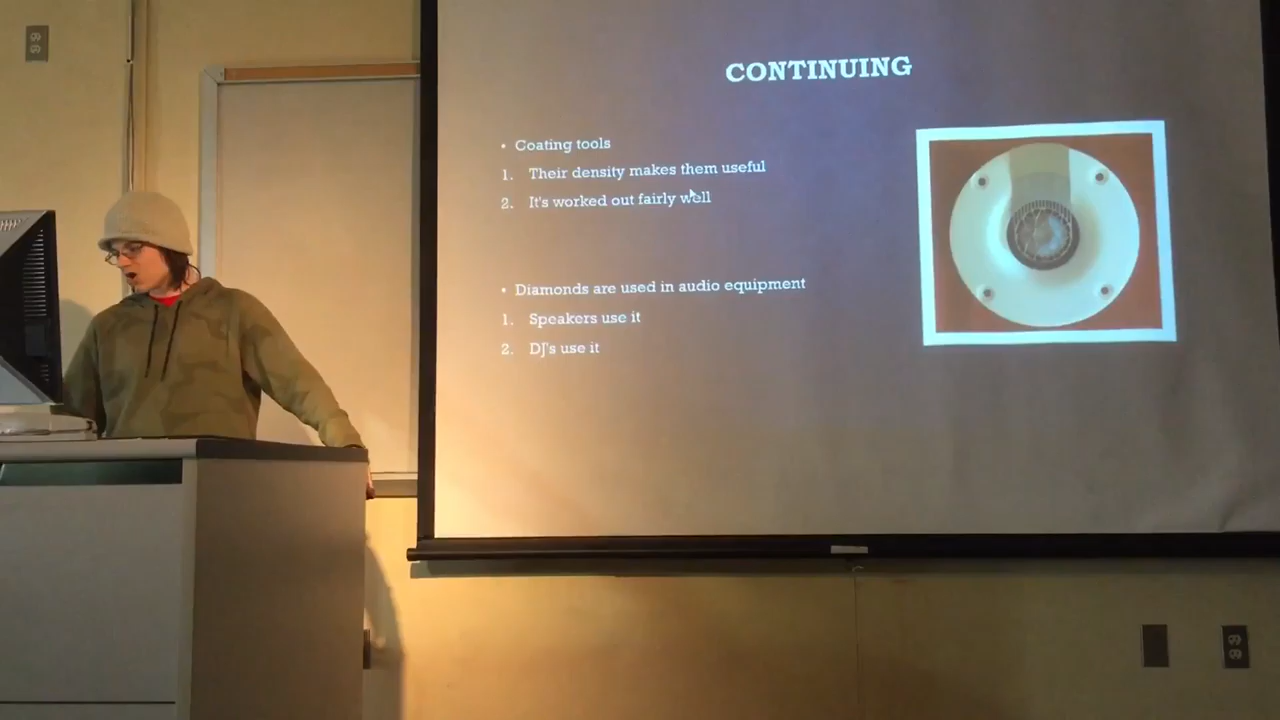 CONTINUING
• Coating tools
1. Their density makes them useful
2. It's worked out fairly well
• Diamonds are used in audio equipment
1. Speakers use it
2. DJ's use it